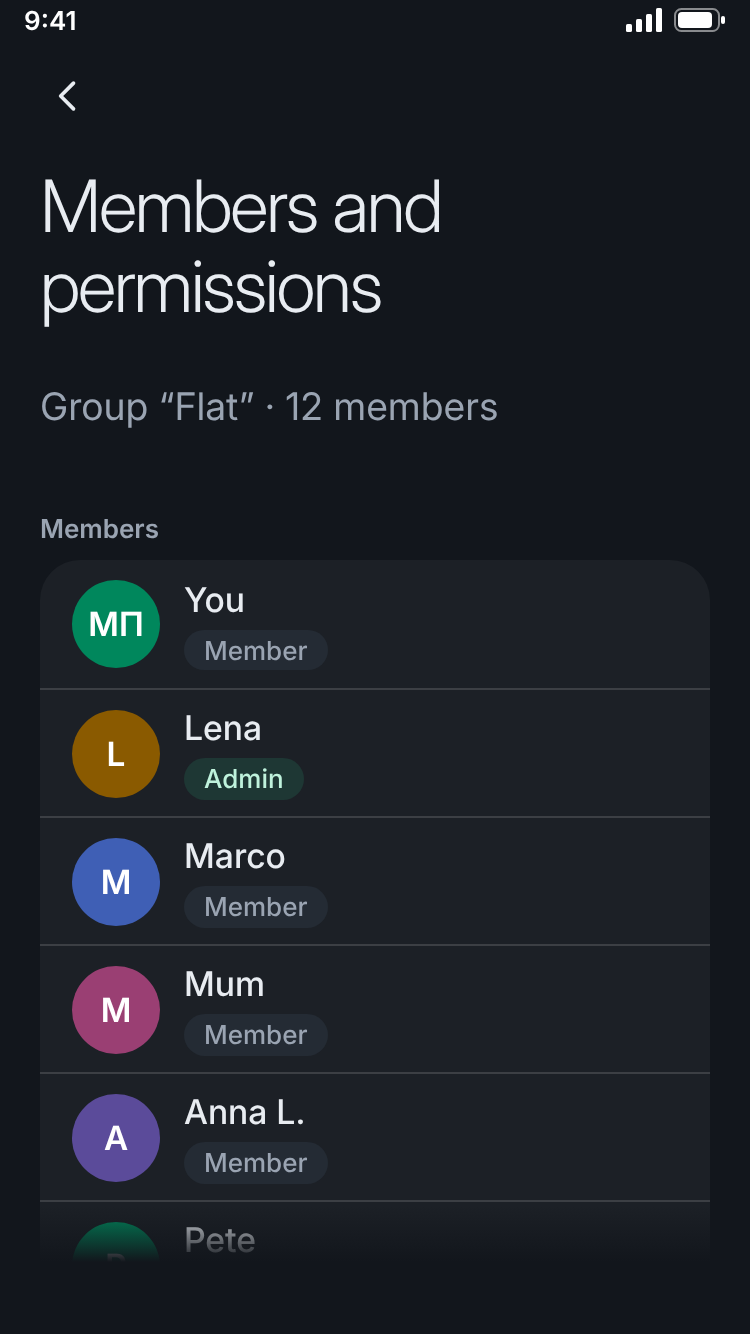 9:41
Members and
permissions
Group “Flat” · 12 members
Members
МП
You
Member
L
Lena
Admin
M
Marco
Member
M
Mum
Member
A
Anna L.
Member
Pete